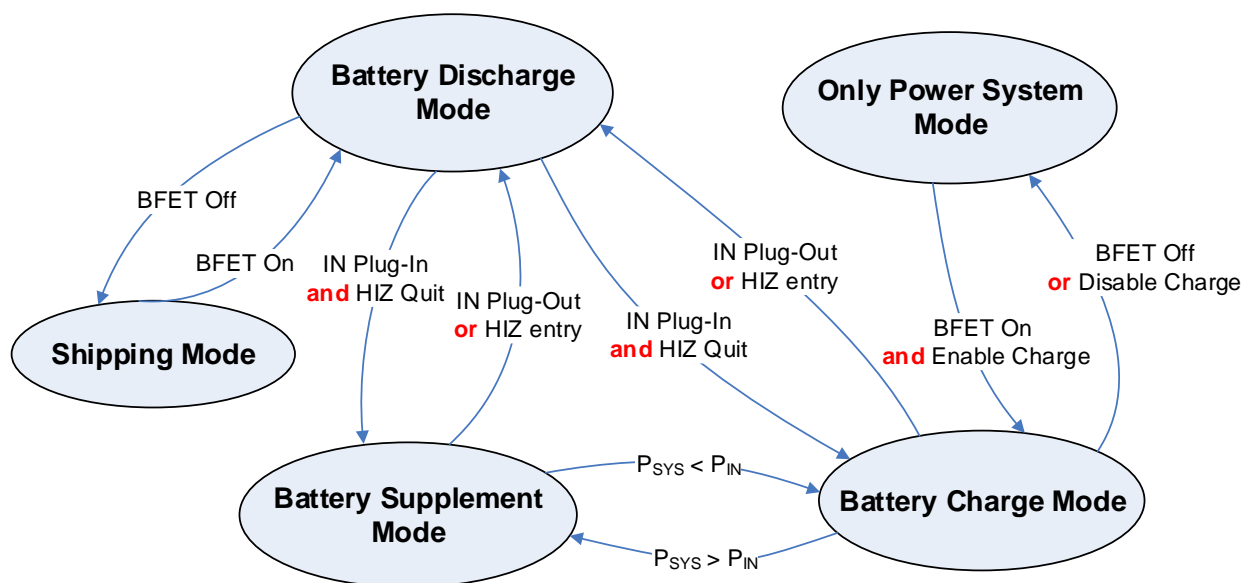 Battery Discharge
Mode
Only Power System
Mode
BFET Off
BFET On
IN Plug-In
and HIZ Quit
IN Plug-Out
or HIZ entry
IN Plug-In
and HIZ Quit
IN Plug-Out
or HIZ entry
BFET Off
or Disable Charge
BFET On
and Enable Charge
Shipping Mode
Battery Supplement
Mode
PSYS < PIN
PSYS > PIN
Battery Charge Mode